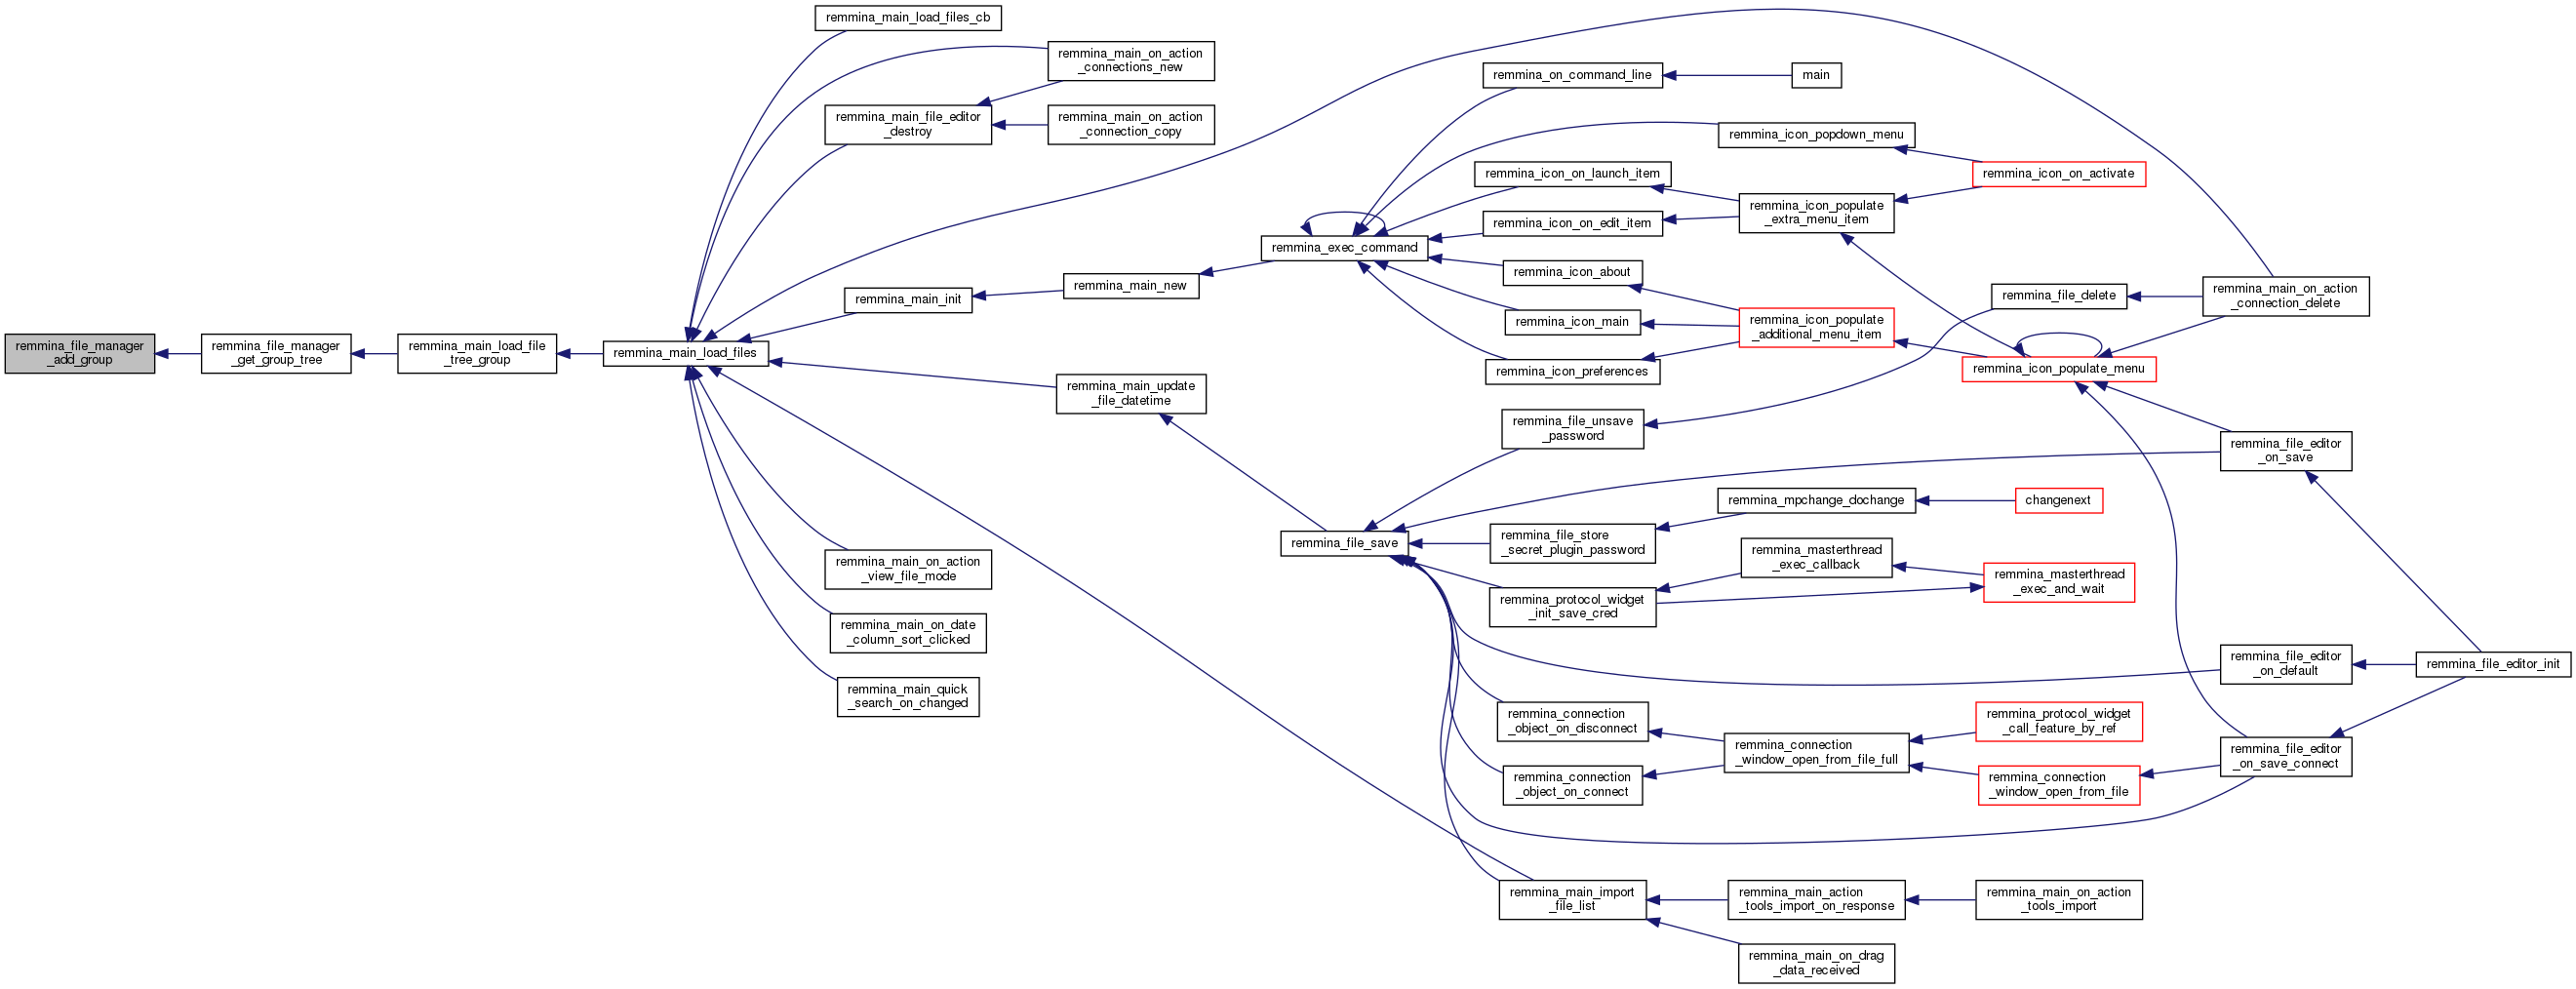 remmina_file_manager
_add_group
remmina_file_manager
_get_group_tree
remmina_main_load_file
_tree_group
remmina_main_load_files
remmina_main_load_files_cb
remmina_main_on_action
_connections_new
remmina_main_file_editor
_destroy
remmina_main_on_action
_connection_copy
remmina_main_init
remmina_main_new
remmina_main_update
_file_datetime
remmina_main_on_action
_view_file_mode
remmina_main_on_date
_column_sort_clicked
remmina_main_quick
_search_on_changed
remmina_exec_command
remmina_on_command_line
main
remmina_icon_popdown_menu
remmina_icon_on_launch_item
remmina_icon_on_activate
remmina_icon_populate
_extra_menu_item
remmina_icon_on_edit_item
remmina_icon_about
remmina_icon_main
remmina_icon_populate
_additional_menu_item
remmina_icon_preferences
remmina_file_delete
remmina_main_on_action
_connection_delete
remmina_icon_populate_menu
remmina_file_unsave
_password
remmina_file_editor
_on_save
remmina_file_save
remmina_mpchange_dochange
changenext
remmina_file_store
_secret_plugin_password
remmina_masterthread
_exec_callback
remmina_masterthread
_exec_and_wait
remmina_protocol_widget
_init_save_cred
remmina_file_editor
_on_default
remmina_file_editor_init
remmina_connection
_object_on_disconnect
remmina_connection
_window_open_from_file_full
remmina_protocol_widget
_call_feature_by_ref
remmina_connection
_object_on_connect
remmina_connection
_window_open_from_file
remmina_file_editor
_on_save_connect
remmina_main_import
_file_list
remmina_main_action
_tools_import_on_response
remmina_main_on_action
_tools_import
remmina_main_on_drag
_data_received